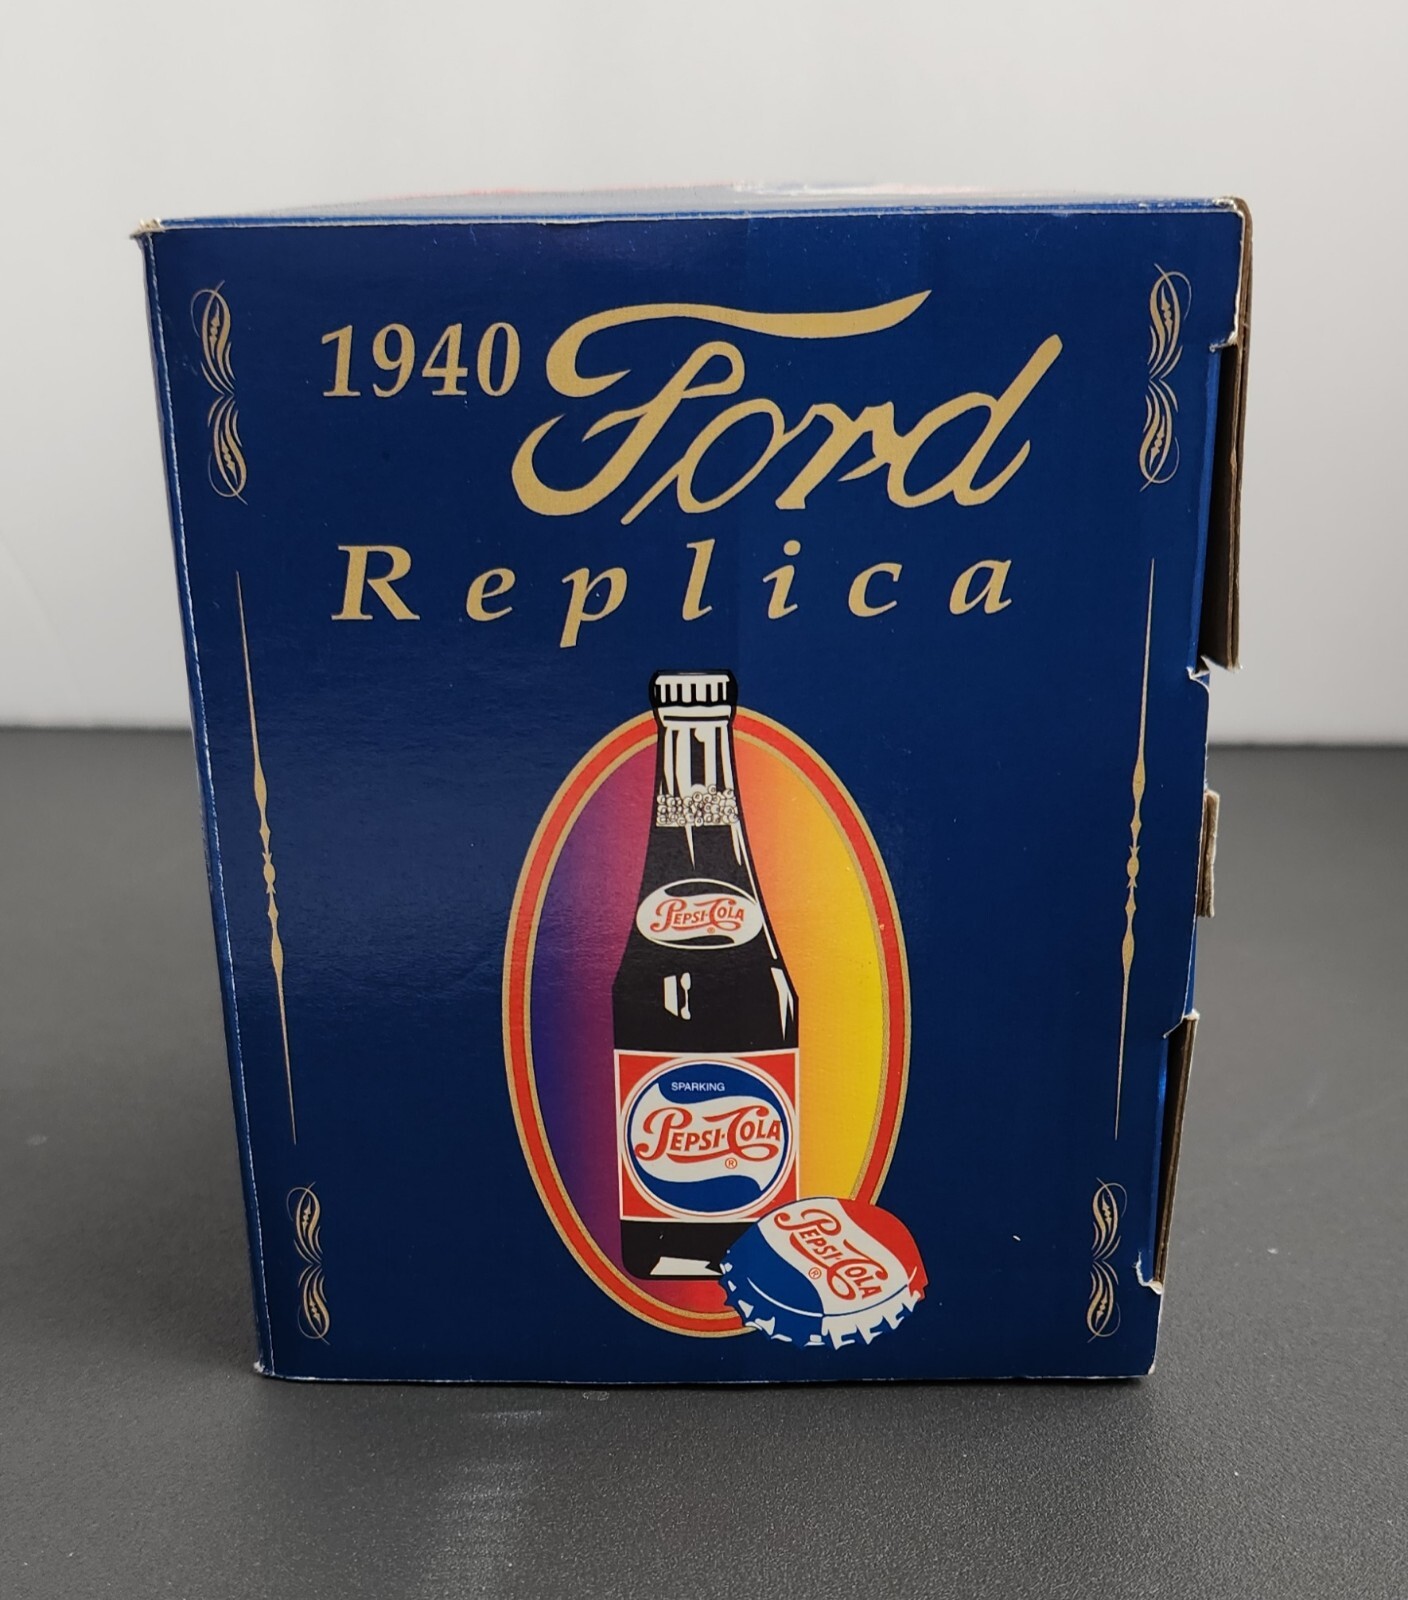 1940 Ford
Replica
PEPSI-COLA
®
SPARKING
PEPSI-COLA
®
PEPSI-COLA
®